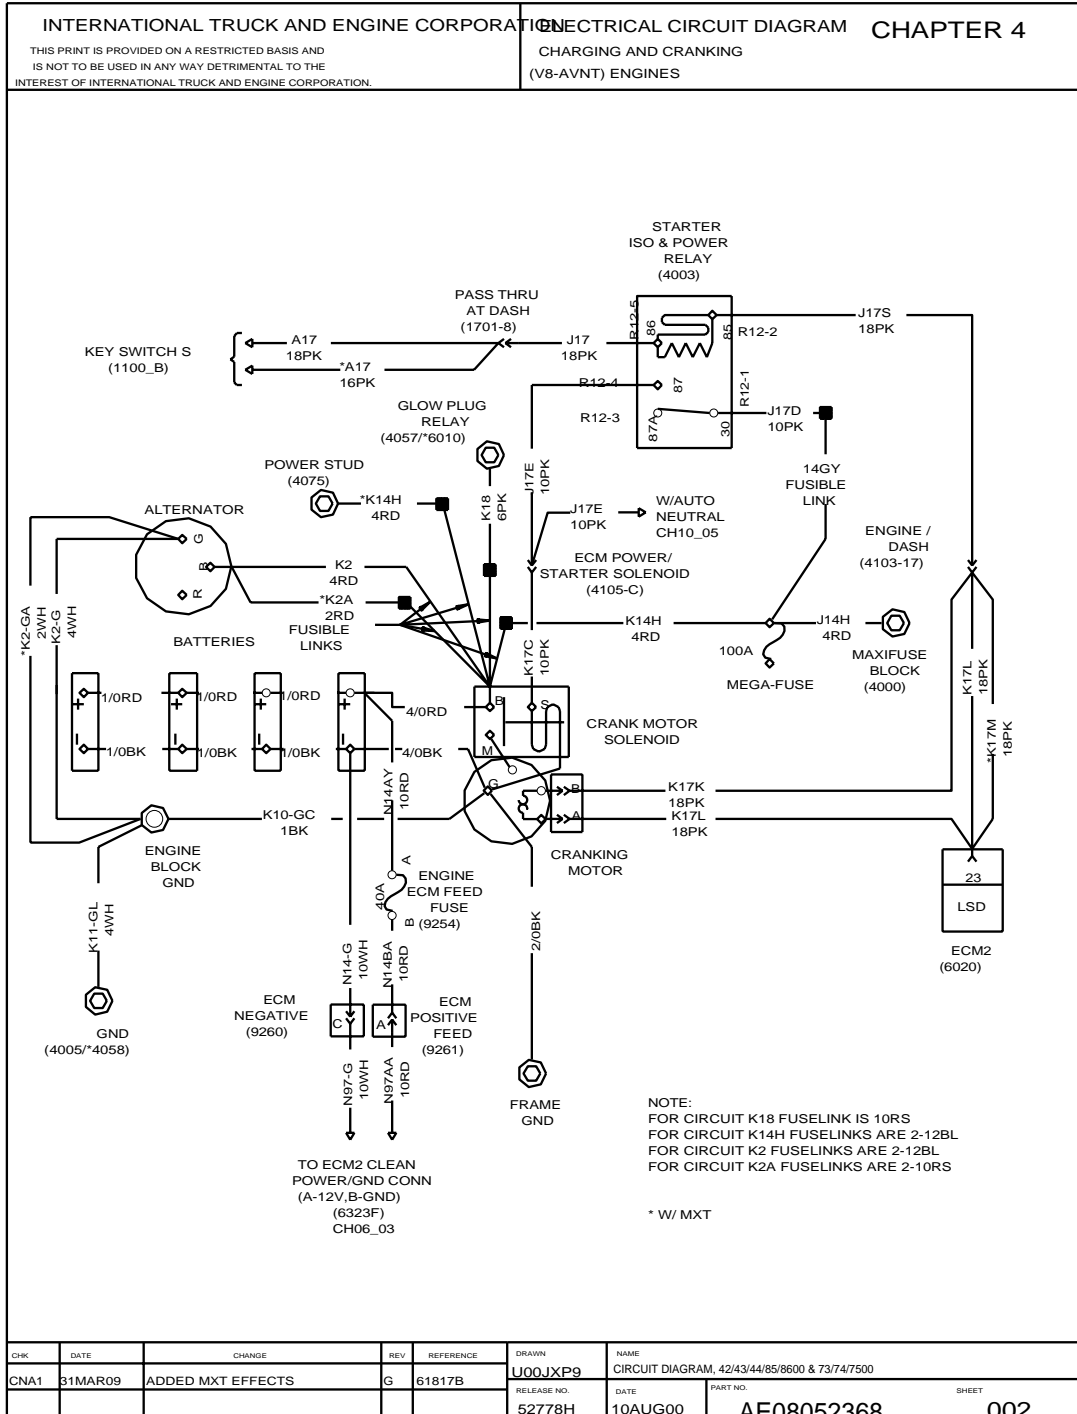 INTERNATIONAL TRUCK AND ENGINE CORPORATION
THIS PRINT IS PROVIDED ON A RESTRICTED BASIS AND
IS NOT TO BE USED IN ANY WAY DETRIMENTAL TO THE
INTEREST OF INTERNATIONAL TRUCK AND ENGINE CORPORATION.
ELECTRICAL CIRCUIT DIAGRAM
CHAPTER 4
CHARGING AND CRANKING
(V8-AVNT) ENGINES
STARTER
ISO & POWER
RELAY
(4003)
PASS THRU
AT DASH
(1701-8)
R12-5
86
85
R12-2
J17S
18PK
KEY SWITCH S
(1100_B)
A17
18PK
*A17
16PK
J17
18PK
R12-4
87
R12-1
R12-3
87A
30
J17D
10PK
GLOW PLUG
RELAY
(4057/*6010)
POWER STUD
(4075)
*K14H
4RD
K18
6PK
J17E
10PK
J17E
10PK
W/AUTO
NEUTRAL
CH10_05
14GY
FUSIBLE
LINK
ENGINE /
DASH
(4103-17)
ALTERNATOR
G
B
R
K2
4RD
*K2A
2RD
FUSIBLE
LINKS
ECM POWER/
STARTER SOLENOID
(4105-C)
K14H
4RD
J14H
4RD
100A
MEGA-FUSE
MAXIFUSE
BLOCK
(4000)
*K2-GA
2WH
K2-G
4WH
BATTERIES
K17C
10PK
K17L
18PK
*K17M
18PK
+
1/0RD
+
1/0RD
+
1/0RD
+
4/0RD
B
S
M
CRANK MOTOR
SOLENOID
-
1/0BK
-
1/0BK
-
1/0BK
-
4/0BK
N14AY
10RD
G
B
A
K17K
18PK
K17L
18PK
K10-GC
1BK
CRANKING
MOTOR
ENGINE
BLOCK
GND
A
40A
B
ENGINE
ECM FEED
FUSE
(9254)
23
LSD
ECM2
(6020)
K11-GL
4WH
N14-G
10WH
N14BA
10RD
2/0BK
GND
(4005/*4058)
ECM
NEGATIVE
(9260)
C
A
ECM
POSITIVE
FEED
(9261)
N97-G
10WH
N97AA
10RD
FRAME
GND
TO ECM2 CLEAN
POWER/GND CONN
(A-12V,B-GND)
(6323F)
CH06_03
NOTE:
FOR CIRCUIT K18 FUSELINK IS 10RS
FOR CIRCUIT K14H FUSELINKS ARE 2-12BL
FOR CIRCUIT K2 FUSELINKS ARE 2-12BL
FOR CIRCUIT K2A FUSELINKS ARE 2-10RS
* W/ MXT
CHK DATE CHANGE REV REFERENCE
CNA1 31MAR09 ADDED MXT EFFECTS G 61817B
DRAWN
U00JXP9
NAME
CIRCUIT DIAGRAM, 42/43/44/85/8600 & 73/74/7500
RELEASE NO.
52778H
DATE
10AUG00
PART NO.
AE08052368
SHEET
002